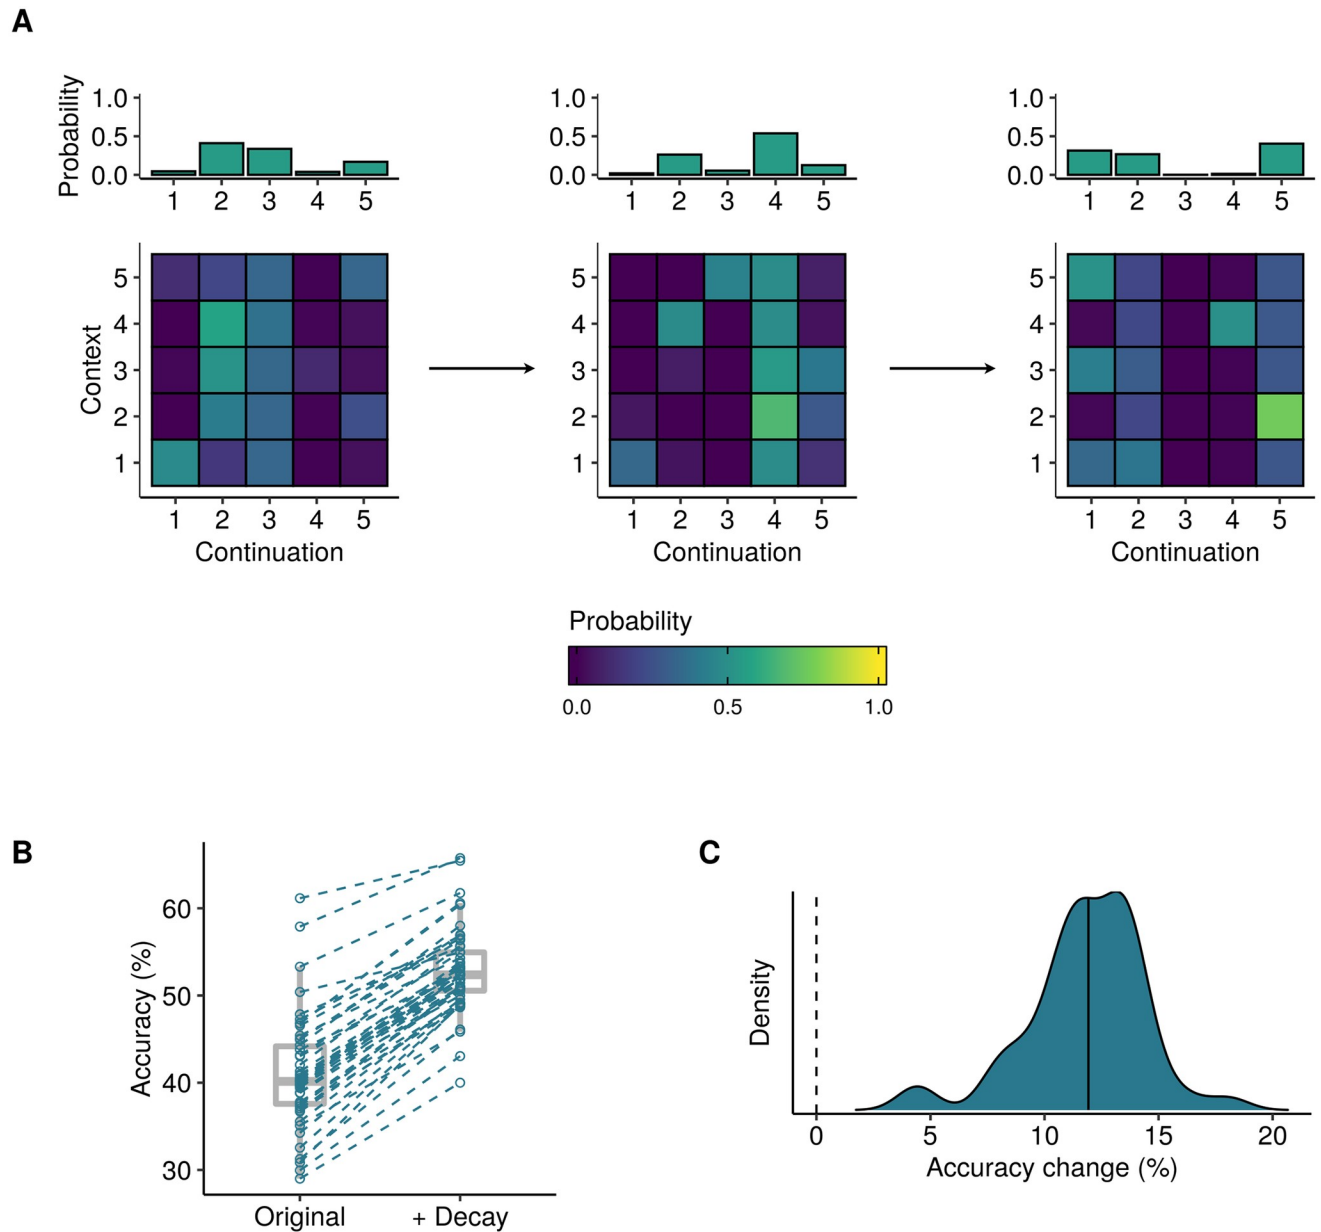 A
Probability
1.0 1.0 1.0
0.5 0.5 0.5
0.0 0.0 0.0
1 2 3 4 5 1 2 3 4 5 1 2 3 4 5
Context
5 5 5
4 4 4
3 3 3
2 2 2
1 1 1
1 2 3 4 5 1 2 3 4 5 1 2 3 4 5
Continuation Continuation Continuation
Probability
0.0 0.5 1.0
B
Accuracy (%)
60
50
40
30
Original + Decay
C
Density
0 5 10 15 20
Accuracy change (%)